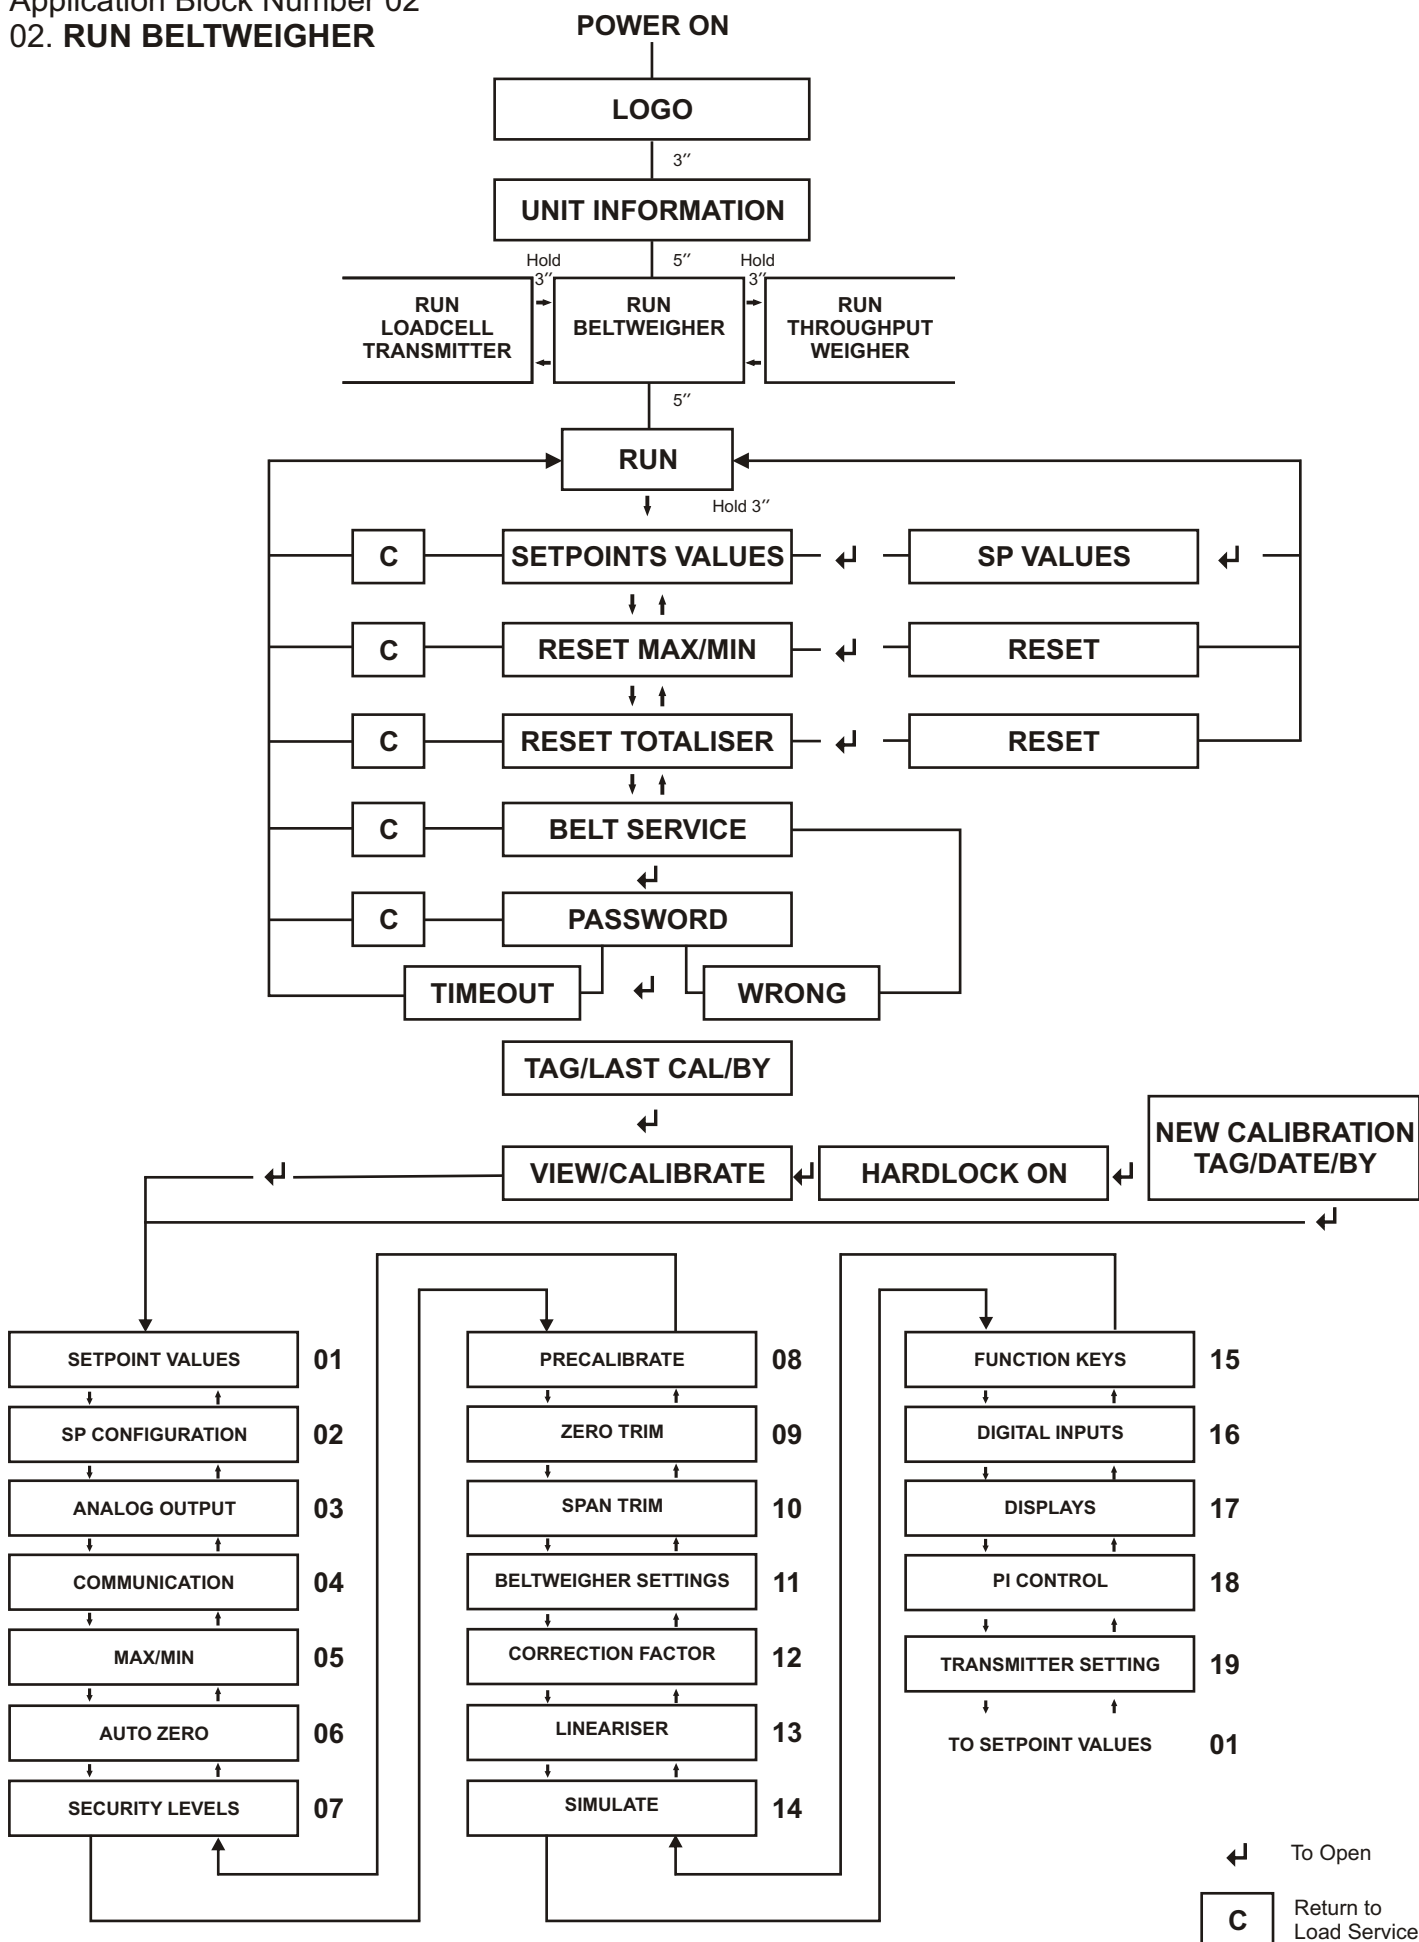 Application Block Number 02
02. RUN BELTWEIGHER
POWER ON
LOGO
3′′
UNIT INFORMATION
Hold
3′′
5′′
Hold
3′′
RUN
LOADCELL
TRANSMITTER
RUN
BELTWEIGHER
RUN
THROUGHPUT
WEIGHER
5′′
RUN
Hold 3′′
C
SETPOINTS VALUES
SP VALUES
C
RESET MAX/MIN
RESET
C
RESET TOTALISER
RESET
C
BELT SERVICE
C
PASSWORD
TIMEOUT
WRONG
TAG/LAST CAL/BY
VIEW/CALIBRATE
HARDLOCK ON
NEW CALIBRATION
TAG/DATE/BY
SETPOINT VALUES 01
SP CONFIGURATION 02
ANALOG OUTPUT 03
COMMUNICATION 04
MAX/MIN 05
AUTO ZERO 06
SECURITY LEVELS 07
PRECALIBRATE 08
ZERO TRIM 09
SPAN TRIM 10
BELTWEIGHER SETTINGS 11
CORRECTION FACTOR 12
LINEARISER 13
SIMULATE 14
FUNCTION KEYS 15
DIGITAL INPUTS 16
DISPLAYS 17
PI CONTROL 18
TRANSMITTER SETTING 19
TO SETPOINT VALUES 01
To Open
C
Return to
Load Service